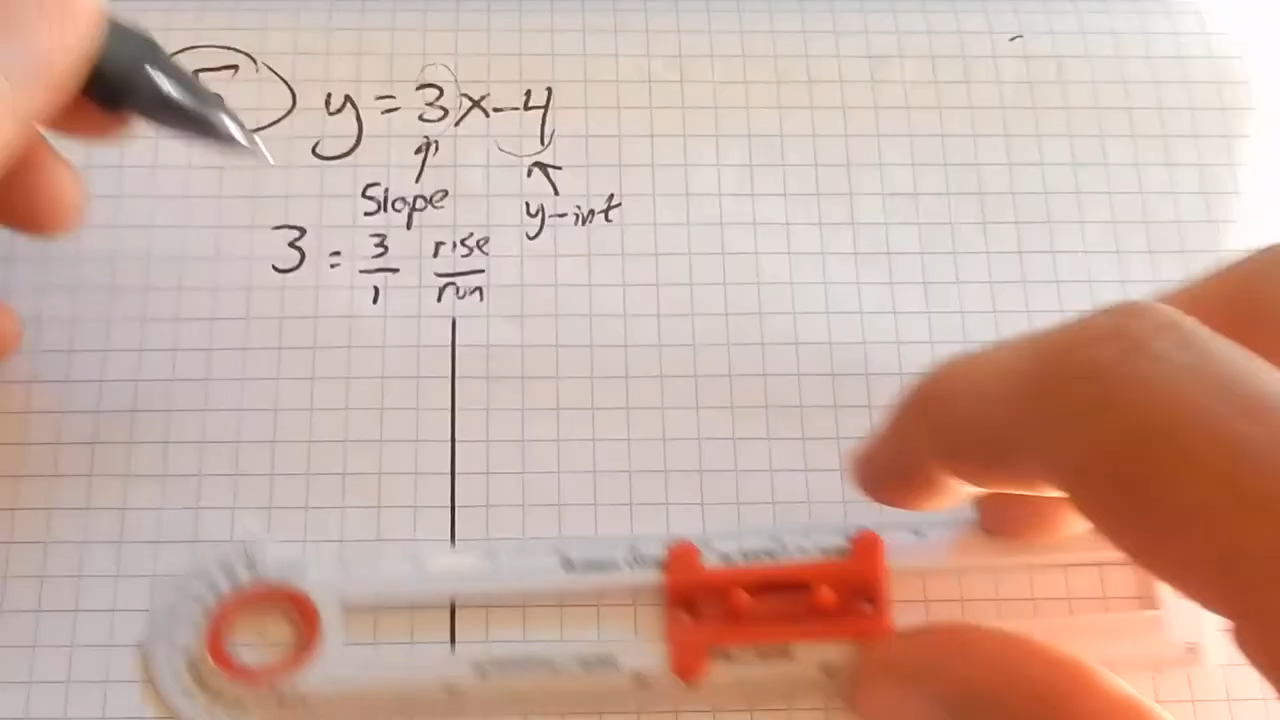 y = 3x-4
Slope
y-int
3 = 3/1 rise/run